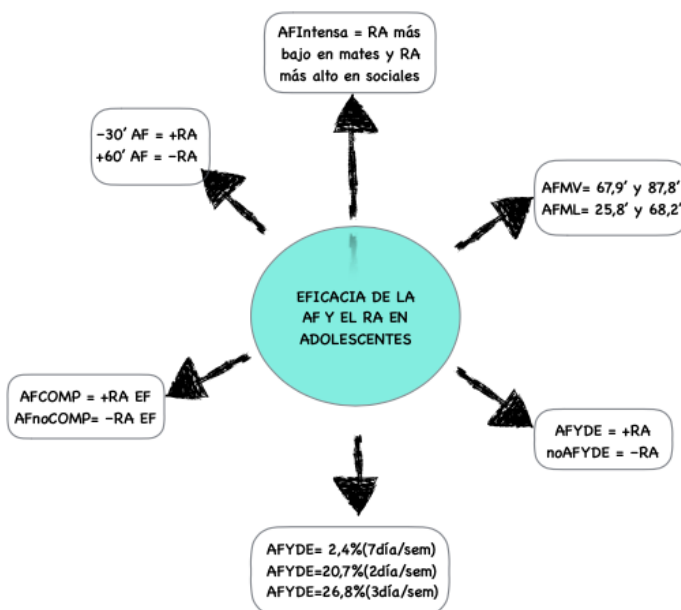 AFIntensa = RA más
bajo en mates y RA
más alto en sociales
-30' AF = +RA
+60' AF = -RA
AFMV= 67,9' y 87,8'
AFML= 25,8' y 68,2'
EFICACIA DE LA
AF Y EL RA EN
ADOLESCENTES
AFCOMP = +RA EF
AFnoCOMP= -RA EF
AFYDE = +RA
noAFYDE = -RA
AFYDE= 2,4%(7día/sem)
AFYDE=20,7%(2día/sem)
AFYDE=26,8%(3día/sem)